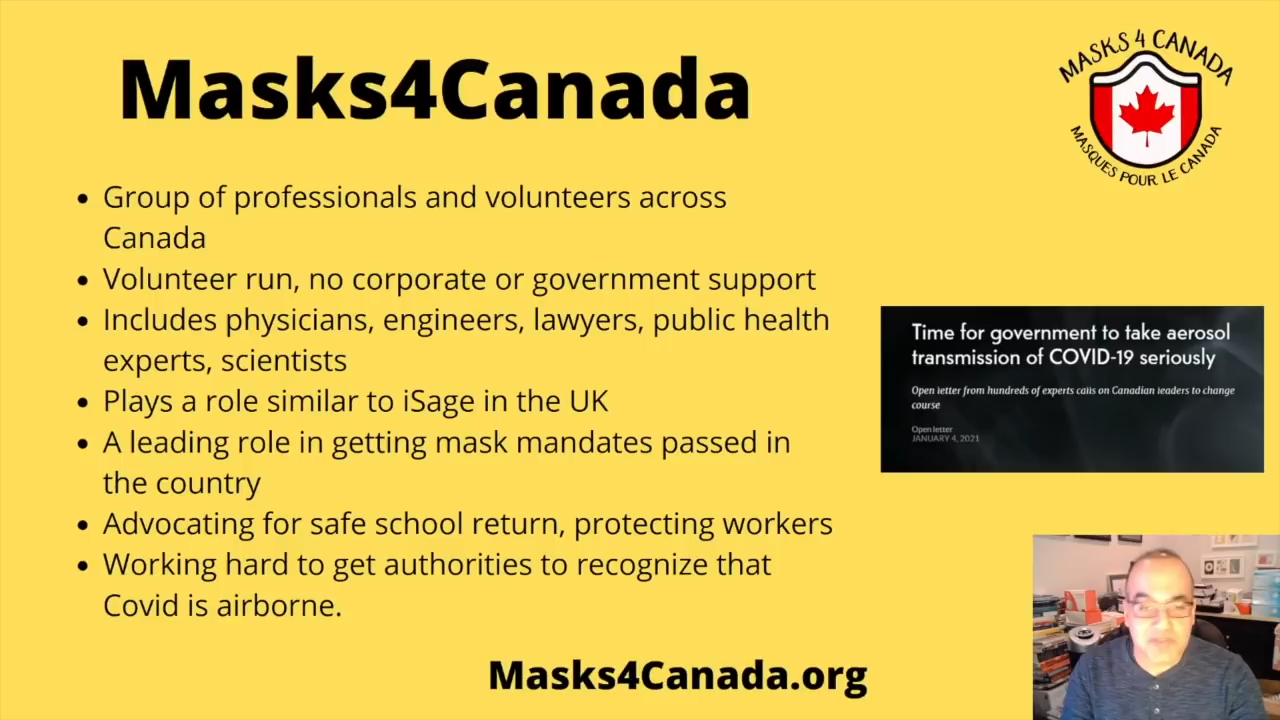 Masks4Canada
MASKS 4 CANADA
MASQUES POUR LE CANADA
• Group of professionals and volunteers across
Canada
• Volunteer run, no corporate or government support
• Includes physicians, engineers, lawyers, public health
experts, scientists
• Plays a role similar to iSage in the UK
• A leading role in getting mask mandates passed in
the country
• Advocating for safe school return, protecting workers
• Working hard to get authorities to recognize that
Covid is airborne.
Time for government to take aerosol
transmission of COVID-19 seriously
Open letter from hundreds of experts calls on Canadian leaders to change
course
Open letter
JANUARY 4, 2021
Masks4Canada.org